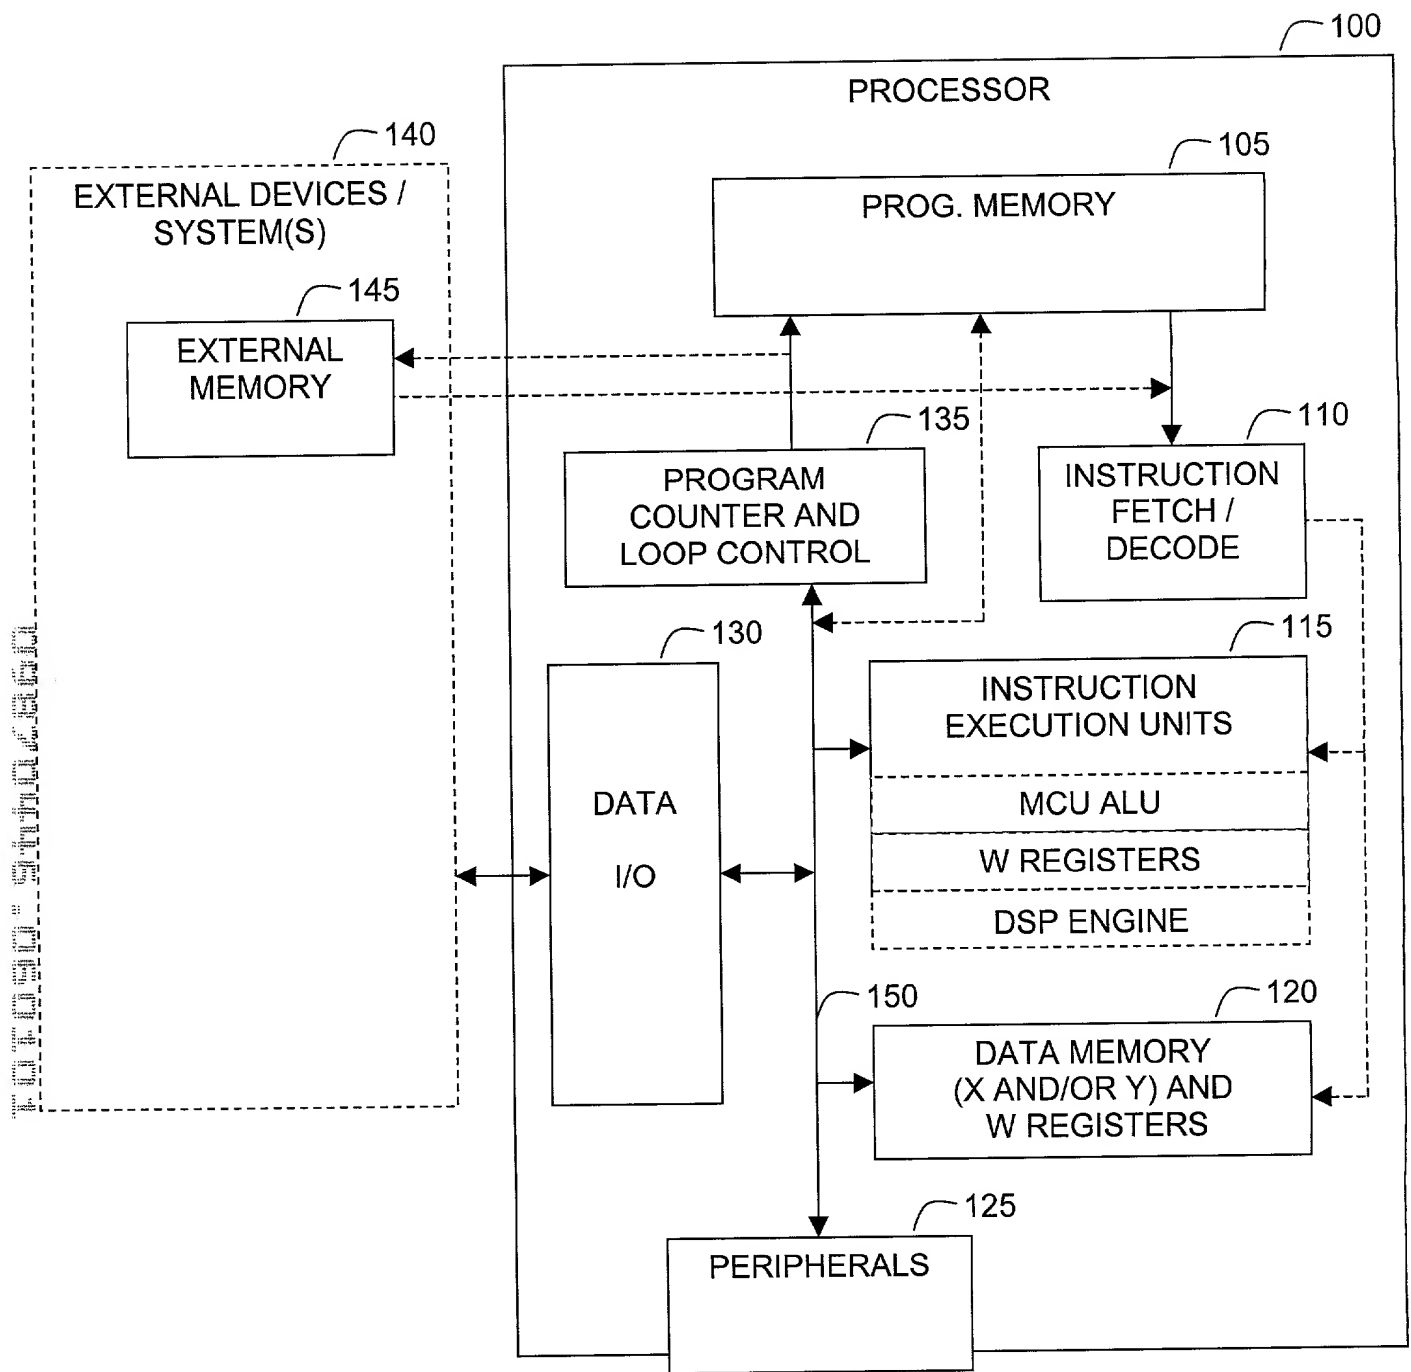 100
PROCESSOR
140
105
EXTERNAL DEVICES /
SYSTEM(S)
PROG. MEMORY
145
EXTERNAL
MEMORY
135
110
PROGRAM
COUNTER AND
LOOP CONTROL
INSTRUCTION
FETCH /
DECODE
130
115
INSTRUCTION
EXECUTION UNITS
MCU ALU
W REGISTERS
DSP ENGINE
DATA
I/O
150
120
DATA MEMORY
(X AND/OR Y) AND
W REGISTERS
125
PERIPHERALS